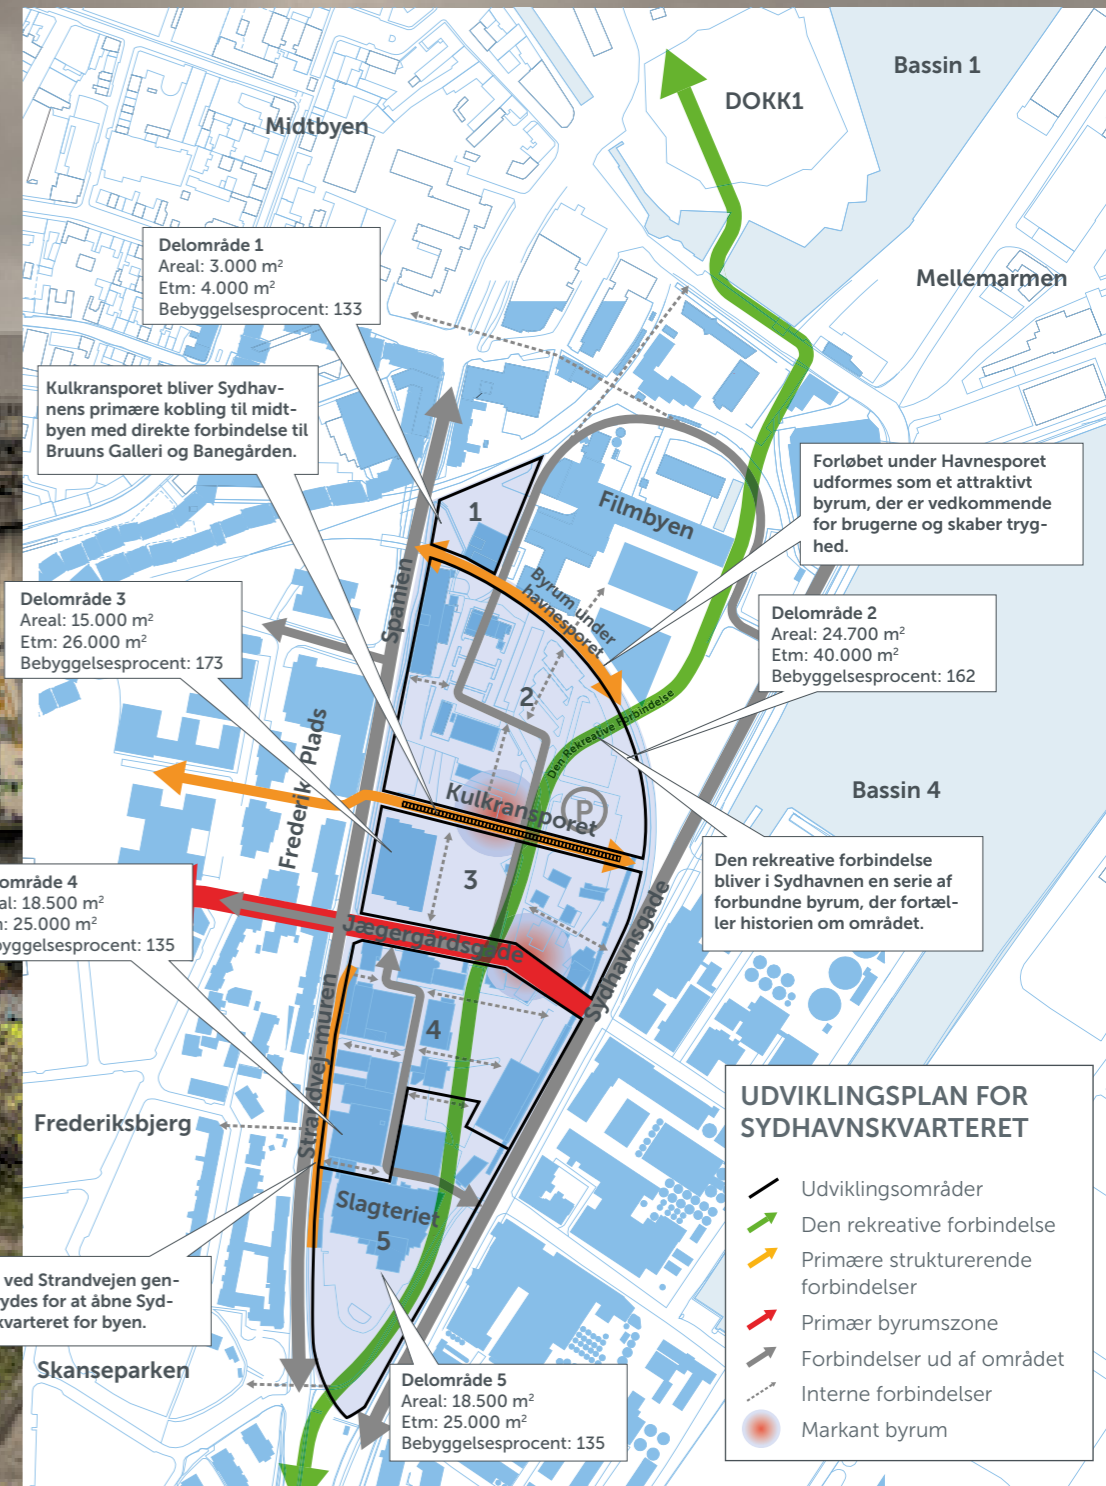 Bassin 1
DOKK1
Midtbyen
Mellemarmen
Delområde 1
Areal: 3.000 m²
Etm: 4.000 m²
Bebyggelsesprocent: 133
Kulkransporet bliver Sydhav-
nens primære kobling til midt-
byen med direkte forbindelse til
Bruuns Galleri og Banegården.
Forløbet under Havnesporet
udformes som et attraktivt
byrum, der er vedkommende
for brugerne og skaber tryg-
hed.
Filmbyen
1
Spanien
Byrum under
havnesporet
Delområde 3
Areal: 15.000 m²
Etm: 26.000 m²
Bebyggelsesprocent: 173
Delområde 2
Areal: 24.700 m²
Etm: 40.000 m²
Bebyggelsesprocent: 162
2
Den Rekreative Forbindelse
Frederik Plads
Kulkransporet
P
Bassin 4
Den rekreative forbindelse
bliver i Sydhavnen en serie af
forbundne byrum, der fortæl-
ler historien om området.
3
område 4
al: 18.500 m²
: 25.000 m²
byggelsesprocent: 135
Jægergårdsgade
Sydhavnsgade
4
Strandvej-muren
Frederiksbjerg
Slagteriet
5
ved Strandvejen gen-
ydes for at åbne Syd-
kvarteret for byen.
Skanseparken
Delområde 5
Areal: 18.500 m²
Etm: 25.000 m²
Bebyggelsesprocent: 135
UDVIKLINGSPLAN FOR
SYDHAVNSKVARTERET
Udviklingsområder
Den rekreative forbindelse
Primære strukturerende
forbindelser
Primær byrumszone
Forbindelser ud af området
Interne forbindelser
Markant byrum